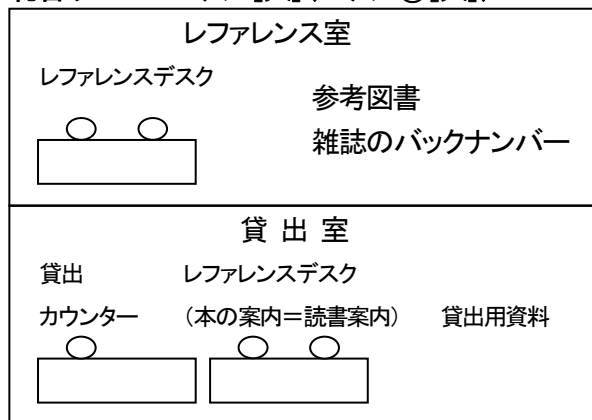 レファレンス室
レファレンスデスク
参考図書
雑誌のバックナンバー
貸 出 室
貸出 レファレンスデスク
カウンター （本の案内＝読書案内） 貸出用資料